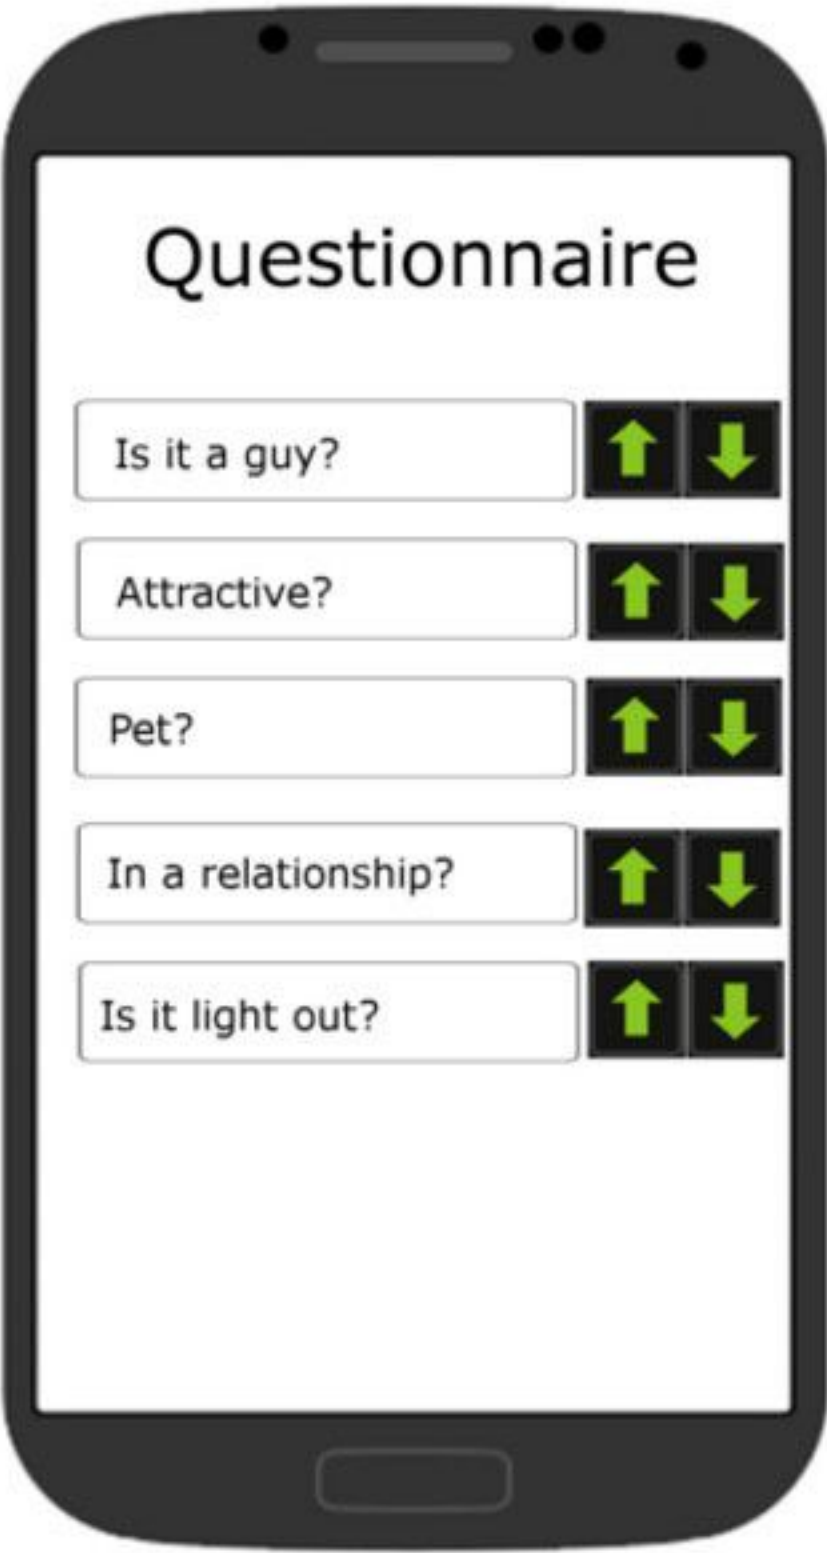 Questionnaire
Is it a guy?
Attractive?
Pet?
In a relationship?
Is it light out?